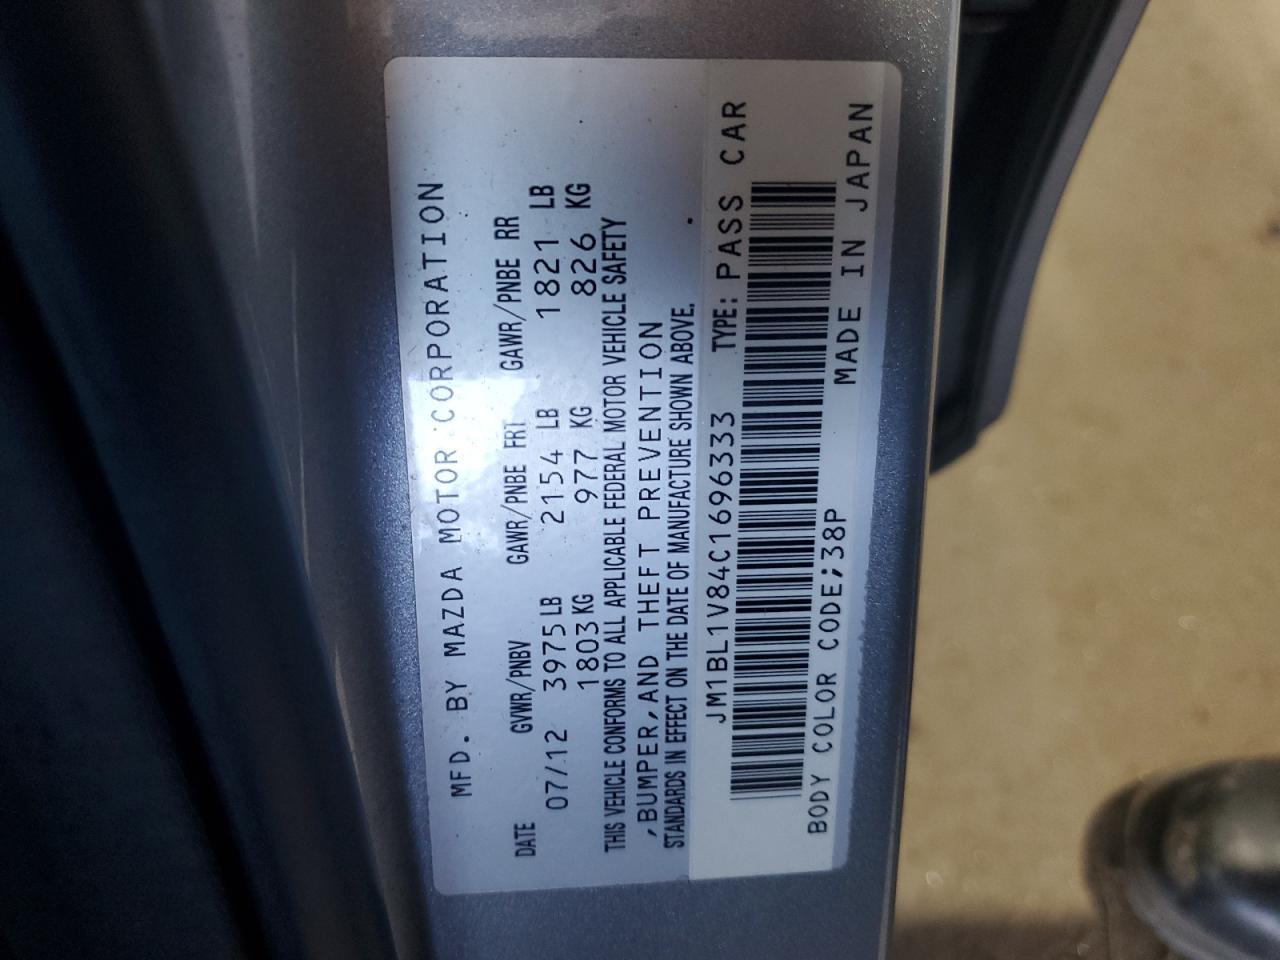 MFD. BY MAZDA MOTOR CORPORATION
DATE GVWR/PNBV GAWR/PNBE FRT GAWR/PNBE RR
07/12 3975 LB 2154 LB 1821 LB
1803 KG 977 KG 826 KG
THIS VEHICLE CONFORMS TO ALL APPLICABLE FEDERAL MOTOR VEHICLE SAFETY
,BUMPER,AND THEFT PREVENTION
STANDARDS IN EFFECT ON THE DATE OF MANUFACTURE SHOWN ABOVE.
JM1BL1V84C1696333 TYPE: PASS CAR
BODY COLOR CODE;38P MADE IN JAPAN